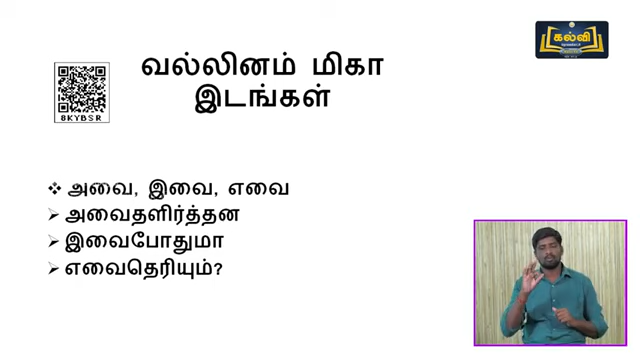 கல்வி
வல்லினம் மிகா
இடங்கள்
8KYBSR
❖ அவை, இவை, எவை
➢ அவைதளிர்த்தன
➢ இவைபோதுமா
➢ எவைதெரியும்?